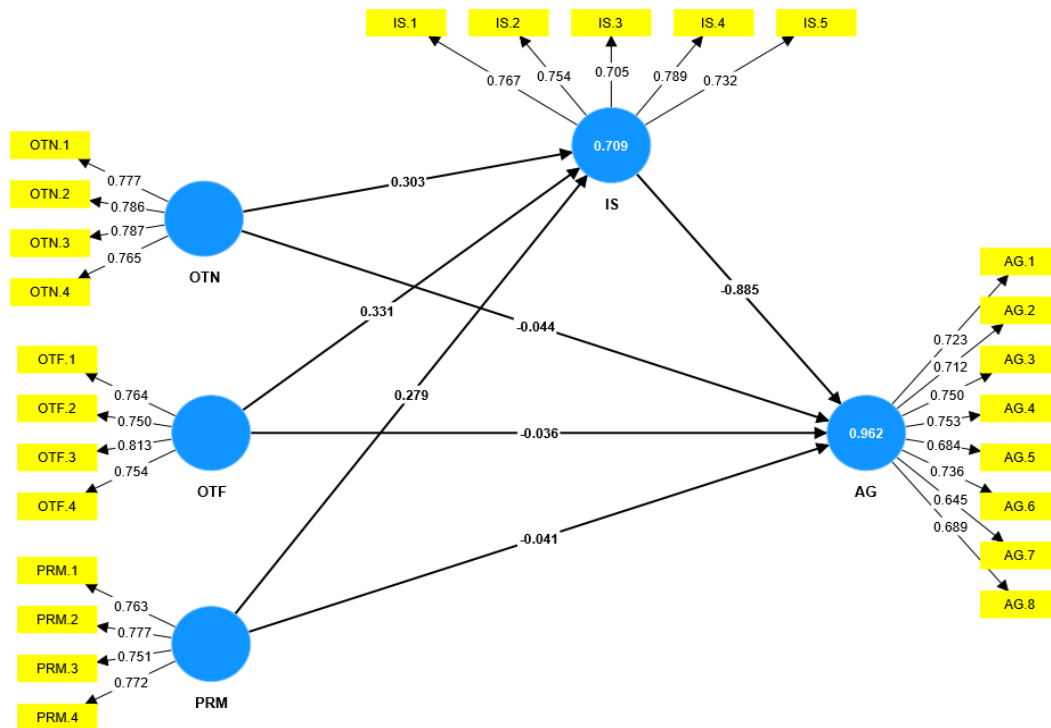 IS.1 IS.2 IS.3 IS.4 IS.5
0.767 0.754 0.705 0.789 0.732
0.709
IS
OTN.1
0.777
OTN.2
0.786
OTN.3
0.787
OTN.4
0.765
OTN
0.303
0.331
-0.044
0.279
-0.885
OTF.1
0.764
OTF.2
0.750
OTF.3
0.813
OTF.4
0.754
OTF
-0.036
PRM.1
0.763
PRM.2
0.777
PRM.3
0.751
PRM.4
0.772
PRM
-0.041
0.962
AG
AG.1
0.723
AG.2
0.712
AG.3
0.750
AG.4
0.753
AG.5
0.684
AG.6
0.736
AG.7
0.645
AG.8
0.689